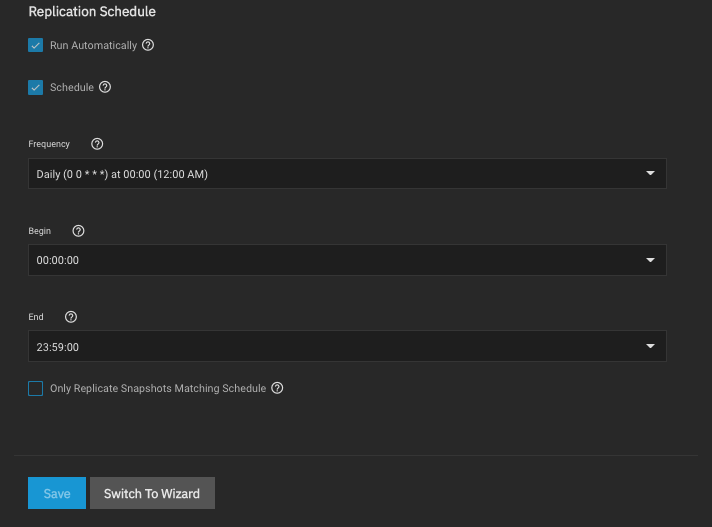 Replication Schedule
Run Automatically
Schedule
Frequency
Daily (0 0 * * *) at 00:00 (12:00 AM)
Begin
00:00:00
End
23:59:00
Only Replicate Snapshots Matching Schedule
Save Switch To Wizard